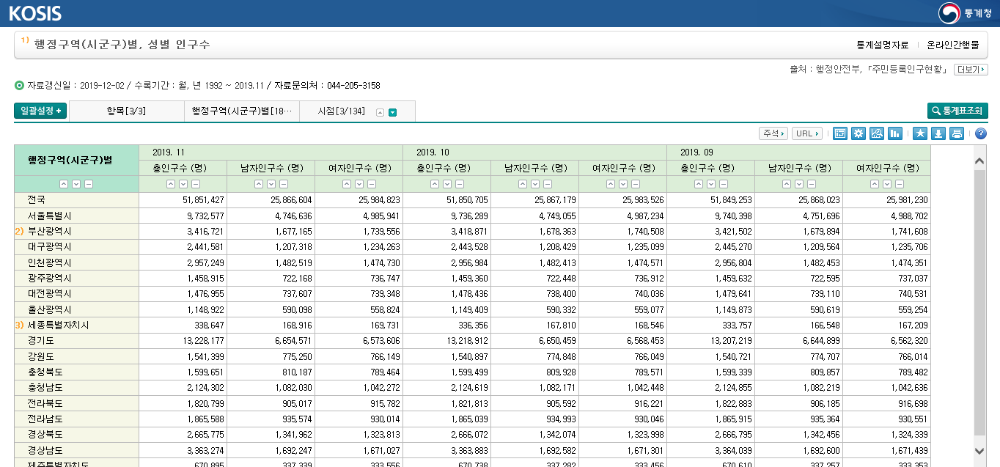 KOSIS
통계청
1) 행정구역(시군구)별, 성별 인구수
통계설명자료 온라인간행물
출처 : 행정안전부, 「주민등록인구현황」 더보기
자료갱신일 : 2019-12-02 / 수록기간 : 월, 년 1992 ~ 2019.11 / 자료문의처 : 044-205-3158
일괄설정 + 항목[3/3] 행정구역(시군구)별[18… 시점[3/134] 통계표조회
주석 URL
행정구역(시군구)별 2019. 11 2019. 10 2019. 09
총인구수 (명) 남자인구수 (명) 여자인구수 (명) 총인구수 (명) 남자인구수 (명) 여자인구수 (명) 총인구수 (명) 남자인구수 (명) 여자인구수 (명)
전국 51,851,427 25,866,604 25,984,823 51,850,705 25,867,179 25,983,526 51,849,253 25,868,023 25,981,230
서울특별시 9,732,577 4,746,636 4,985,941 9,736,289 4,749,055 4,987,234 9,740,398 4,751,696 4,988,702
2) 부산광역시 3,416,721 1,677,165 1,739,556 3,418,871 1,678,363 1,740,508 3,421,502 1,679,894 1,741,608
대구광역시 2,441,581 1,207,318 1,234,263 2,443,528 1,208,429 1,235,099 2,445,270 1,209,564 1,235,706
인천광역시 2,957,249 1,482,519 1,474,730 2,956,984 1,482,413 1,474,571 2,956,804 1,482,453 1,474,351
광주광역시 1,458,915 722,168 736,747 1,459,360 722,448 736,912 1,459,632 722,595 737,037
대전광역시 1,476,955 737,607 739,348 1,478,436 738,400 740,036 1,479,641 739,110 740,531
울산광역시 1,148,922 590,098 558,824 1,149,409 590,332 559,077 1,149,873 590,619 559,254
3) 세종특별자치시 338,647 168,916 169,731 336,356 167,810 168,546 333,757 166,548 167,209
경기도 13,228,177 6,654,571 6,573,606 13,218,912 6,650,459 6,568,453 13,207,219 6,644,899 6,562,320
강원도 1,541,399 775,250 766,149 1,540,897 774,848 766,049 1,540,721 774,707 766,014
충청북도 1,599,651 810,187 789,464 1,599,499 809,928 789,571 1,599,339 809,857 789,482
충청남도 2,124,302 1,082,030 1,042,272 2,124,619 1,082,171 1,042,448 2,124,855 1,082,219 1,042,636
전라북도 1,820,799 905,017 915,782 1,821,813 905,592 916,221 1,822,883 906,185 916,698
전라남도 1,865,588 935,574 930,014 1,865,039 934,993 930,046 1,865,915 935,364 930,551
경상북도 2,665,775 1,341,962 1,323,813 2,666,072 1,342,074 1,323,998 2,666,795 1,342,456 1,324,339
경상남도 3,363,274 1,692,247 1,671,027 3,363,883 1,692,582 1,671,301 3,364,039 1,692,600 1,671,439
제주특별자치도 670,895 337,339 333,556 670,738 337,282 333,456 670,610 337,257 333,353